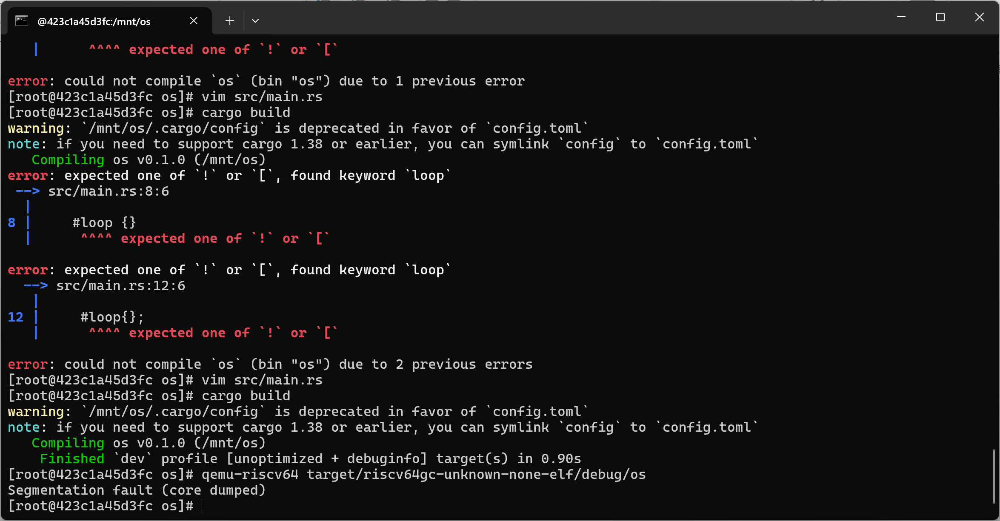 @423c1a45d3fc:/mnt/os
| ^^^^ expected one of `!` or `[`
error: could not compile `os` (bin "os") due to 1 previous error
[root@423c1a45d3fc os]# vim src/main.rs
[root@423c1a45d3fc os]# cargo build
warning: `/mnt/os/.cargo/config` is deprecated in favor of `config.toml`
note: if you need to support cargo 1.38 or earlier, you can symlink `config` to `config.toml`
   Compiling os v0.1.0 (/mnt/os)
error: expected one of `!` or `[`, found keyword `loop`
 --> src/main.rs:8:6
  |
8 |     #loop {}
  |      ^^^^ expected one of `!` or `[`
error: expected one of `!` or `[`, found keyword `loop`
  --> src/main.rs:12:6
   |
12 |     #loop{};
   |      ^^^^ expected one of `!` or `[`
error: could not compile `os` (bin "os") due to 2 previous errors
[root@423c1a45d3fc os]# vim src/main.rs
[root@423c1a45d3fc os]# cargo build
warning: `/mnt/os/.cargo/config` is deprecated in favor of `config.toml`
note: if you need to support cargo 1.38 or earlier, you can symlink `config` to `config.toml`
   Compiling os v0.1.0 (/mnt/os)
    Finished `dev` profile [unoptimized + debuginfo] target(s) in 0.90s
[root@423c1a45d3fc os]# qemu-riscv64 target/riscv64gc-unknown-none-elf/debug/os
Segmentation fault (core dumped)
[root@423c1a45d3fc os]#